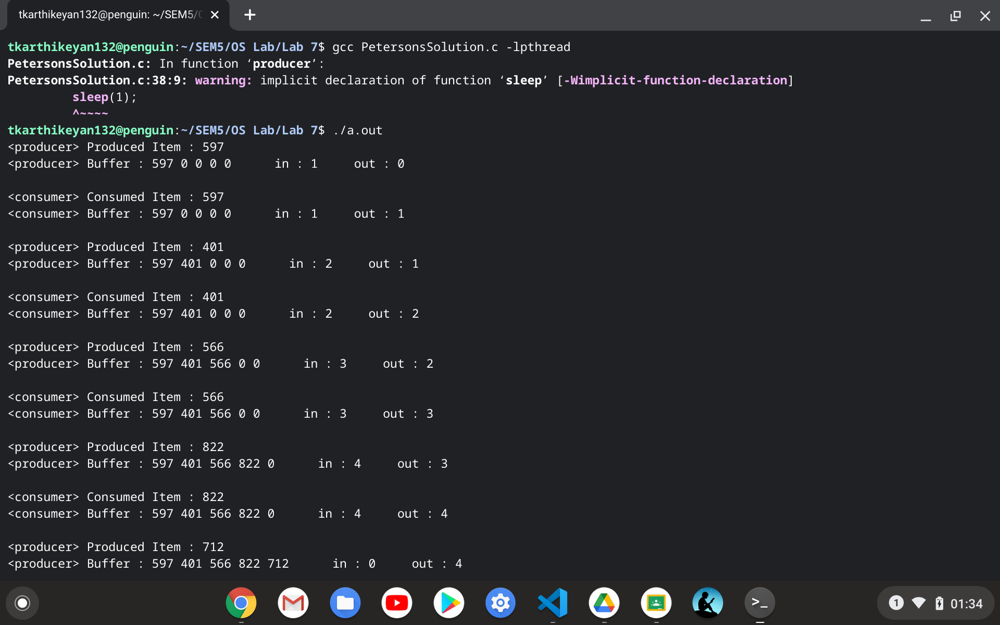 tkarthikeyan132@penguin: ~/SEM5/
tkarthikeyan132@penguin:~/SEM5/OS Lab/Lab 7$ gcc PetersonsSolution.c -lpthread
PetersonsSolution.c: In function ‘producer’:
PetersonsSolution.c:38:9: warning: implicit declaration of function ‘sleep’ [-Wimplicit-function-declaration]
sleep(1);
^~~~~
tkarthikeyan132@penguin:~/SEM5/OS Lab/Lab 7$ ./a.out
<producer> Produced Item : 597
<producer> Buffer : 597 0 0 0 0 in : 1 out : 0
<consumer> Consumed Item : 597
<consumer> Buffer : 597 0 0 0 0 in : 1 out : 1
<producer> Produced Item : 401
<producer> Buffer : 597 401 0 0 0 in : 2 out : 1
<consumer> Consumed Item : 401
<consumer> Buffer : 597 401 0 0 0 in : 2 out : 2
<producer> Produced Item : 566
<producer> Buffer : 597 401 566 0 0 in : 3 out : 2
<consumer> Consumed Item : 566
<consumer> Buffer : 597 401 566 0 0 in : 3 out : 3
<producer> Produced Item : 822
<producer> Buffer : 597 401 566 822 0 in : 4 out : 3
<consumer> Consumed Item : 822
<consumer> Buffer : 597 401 566 822 0 in : 4 out : 4
<producer> Produced Item : 712
<producer> Buffer : 597 401 566 822 712 in : 0 out : 4
>_
1 01:34